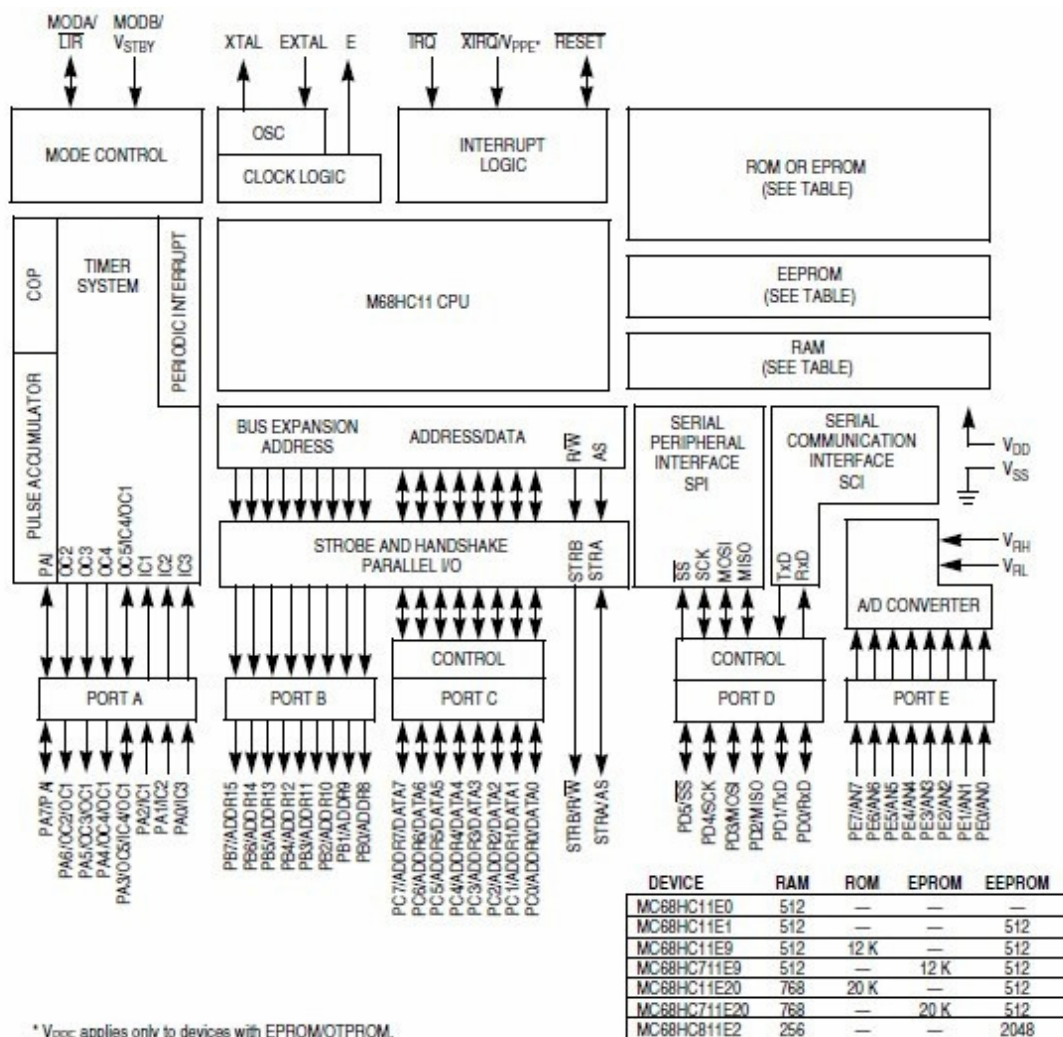 MODA/ MODB/
LIR VSTBY XTAL EXTAL E IRQ XIRQ/VPPE* RESET
MODE CONTROL
OSC
CLOCK LOGIC
INTERRUPT
LOGIC
ROM OR EPROM
(SEE TABLE)
COP
TIMER
SYSTEM
PERIODIC INTERRUPT
M68HC11 CPU
EEPROM
(SEE TABLE)
RAM
(SEE TABLE)
PULSE ACCUMULATOR
BUS EXPANSION
ADDRESS
ADDRESS/DATA
R/W
AS
SERIAL
PERIPHERAL
INTERFACE
SPI
SERIAL
COMMUNICATION
INTERFACE
SCI
VDD
VSS
PAI
OC2
OC3
OC4
OC5/IC4/OC1
IC1
IC2
IC3
STROBE AND HANDSHAKE
PARALLEL I/O
STRB
STRA
SS
SCK
MOSI
MISO
TxD
RxD
VRH
VRL
A/D CONVERTER
CONTROL
CONTROL
PORT A
PORT B
PORT C
PORT D
PORT E
PA7/PAI
PA6/OC2/OC1
PA5/OC3/OC1
PA4/OC4/OC1
PA3/OC5/IC4/OC1
PA2/IC1
PA1/IC2
PA0/IC3
PB7/ADDR15
PB6/ADDR14
PB5/ADDR13
PB4/ADDR12
PB3/ADDR11
PB2/ADDR10
PB1/ADDR9
PB0/ADDR8
PC7/ADDR7/DATA7
PC6/ADDR6/DATA6
PC5/ADDR5/DATA5
PC4/ADDR4/DATA4
PC3/ADDR3/DATA3
PC2/ADDR2/DATA2
PC1/ADDR1/DATA1
PC0/ADDR0/DATA0
STRB/R/W
STRA/AS
PD5/SS
PD4/SCK
PD3/MOSI
PD2/MISO
PD1/TxD
PD0/RxD
PE7/AN7
PE6/AN6
PE5/AN5
PE4/AN4
PE3/AN3
PE2/AN2
PE1/AN1
PE0/AN0
DEVICE RAM ROM EPROM EEPROM
MC68HC11E0 512 — — —
MC68HC11E1 512 — — 512
MC68HC11E9 512 12 K — 512
MC68HC711E9 512 — 12 K 512
MC68HC11E20 768 20 K — 512
MC68HC711E20 768 — 20 K 512
MC68HC811E2 256 — — 2048
* VPPE applies only to devices with EPROM/OTPROM.